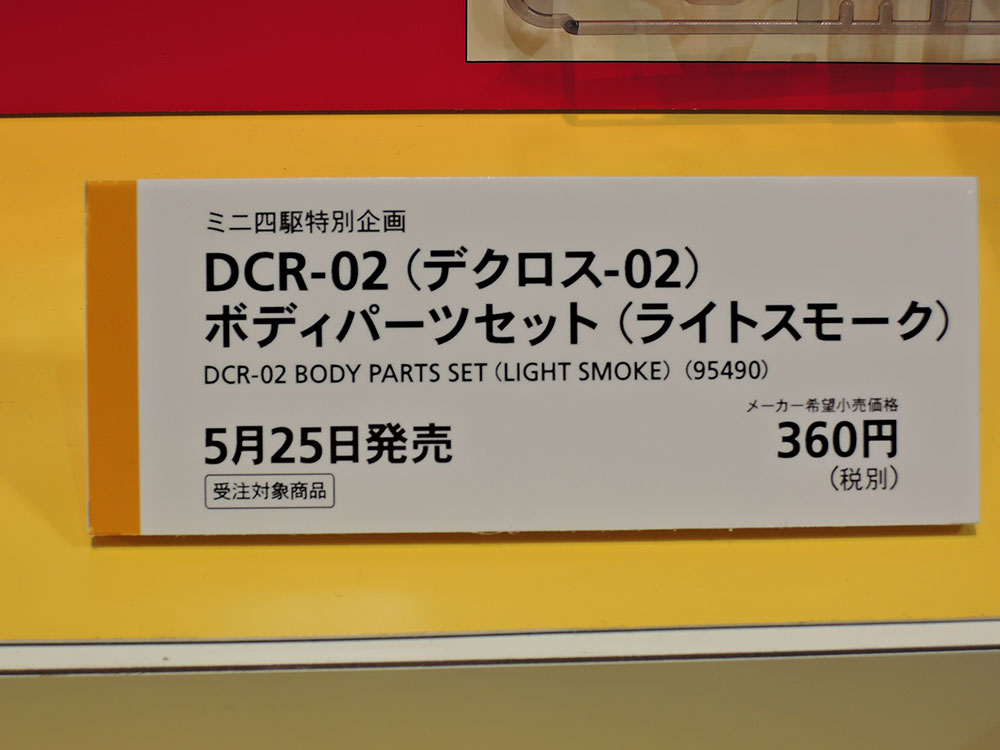 ミニ四駆特別企画
DCR-02（デクロス-02）
ボディパーツセット（ライトスモーク）
DCR-02 BODY PARTS SET（LIGHT SMOKE）（95490）
メーカー希望小売価格
5月25日発売
360円
（税別）
受注対象商品